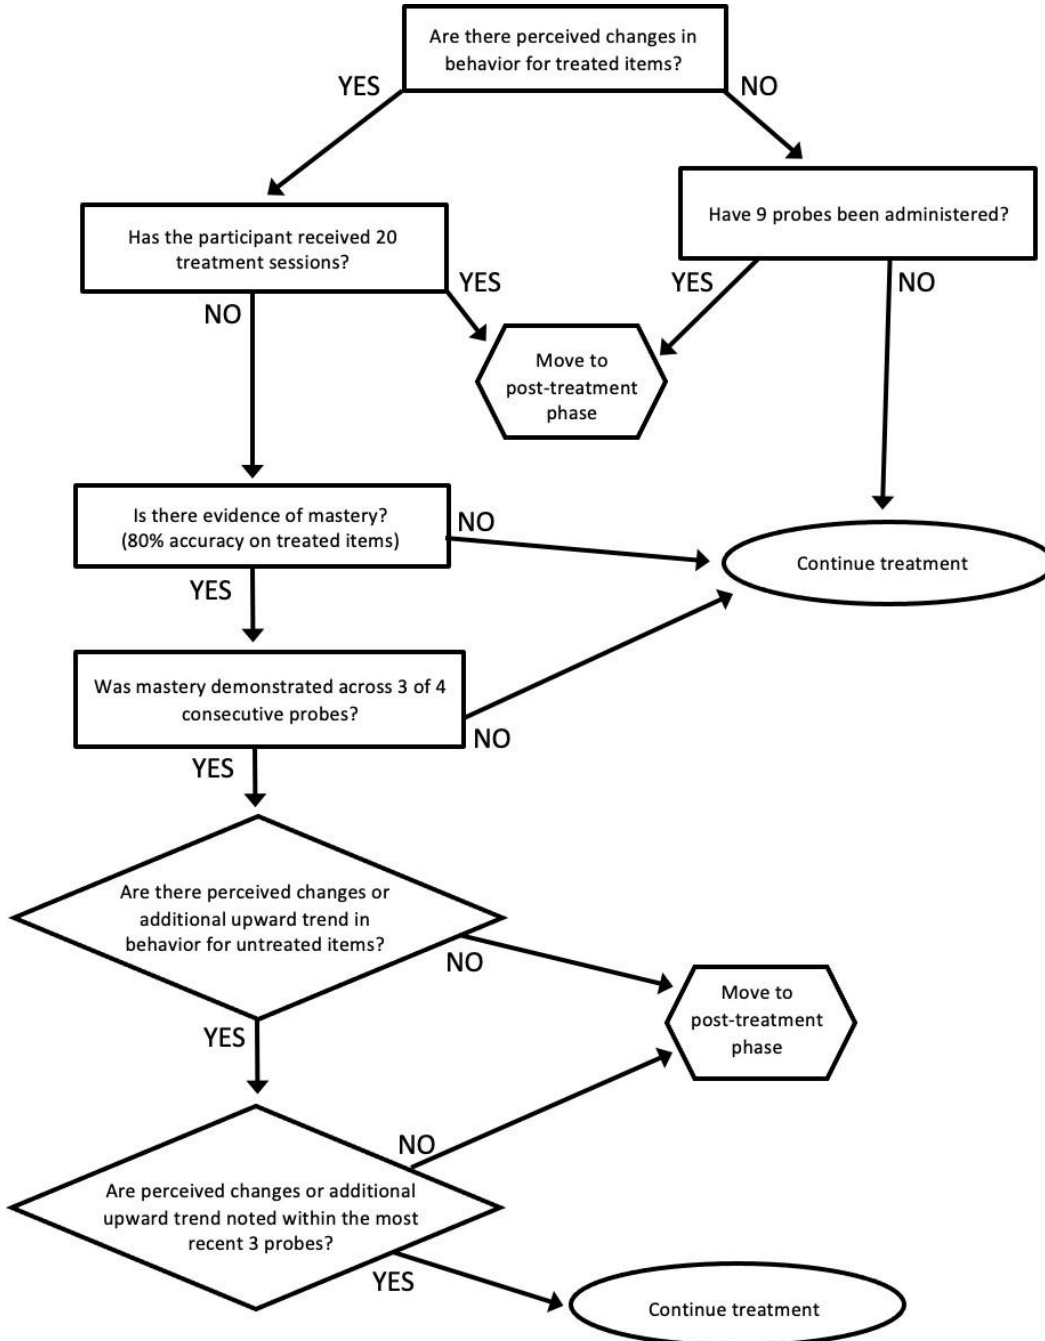 Are there perceived changes in
behavior for treated items?
YES
NO
Has the participant received 20
treatment sessions?
Have 9 probes been administered?
YES
YES
NO
NO
Move to
post-treatment
phase
Is there evidence of mastery?
(80% accuracy on treated items)
NO
Continue treatment
YES
Was mastery demonstrated across 3 of 4
consecutive probes?
NO
YES
Are there perceived changes or
additional upward trend in
behavior for untreated items?
NO
Move to
post-treatment
phase
YES
NO
Are perceived changes or additional
upward trend noted within the most
recent 3 probes?
YES
Continue treatment